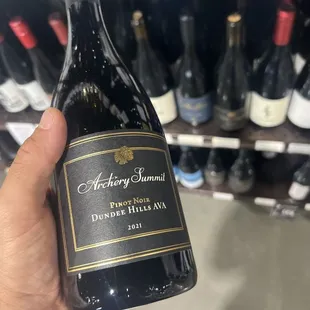 Archery Summit
Pinot Noir
Dundee Hills AVA
2021